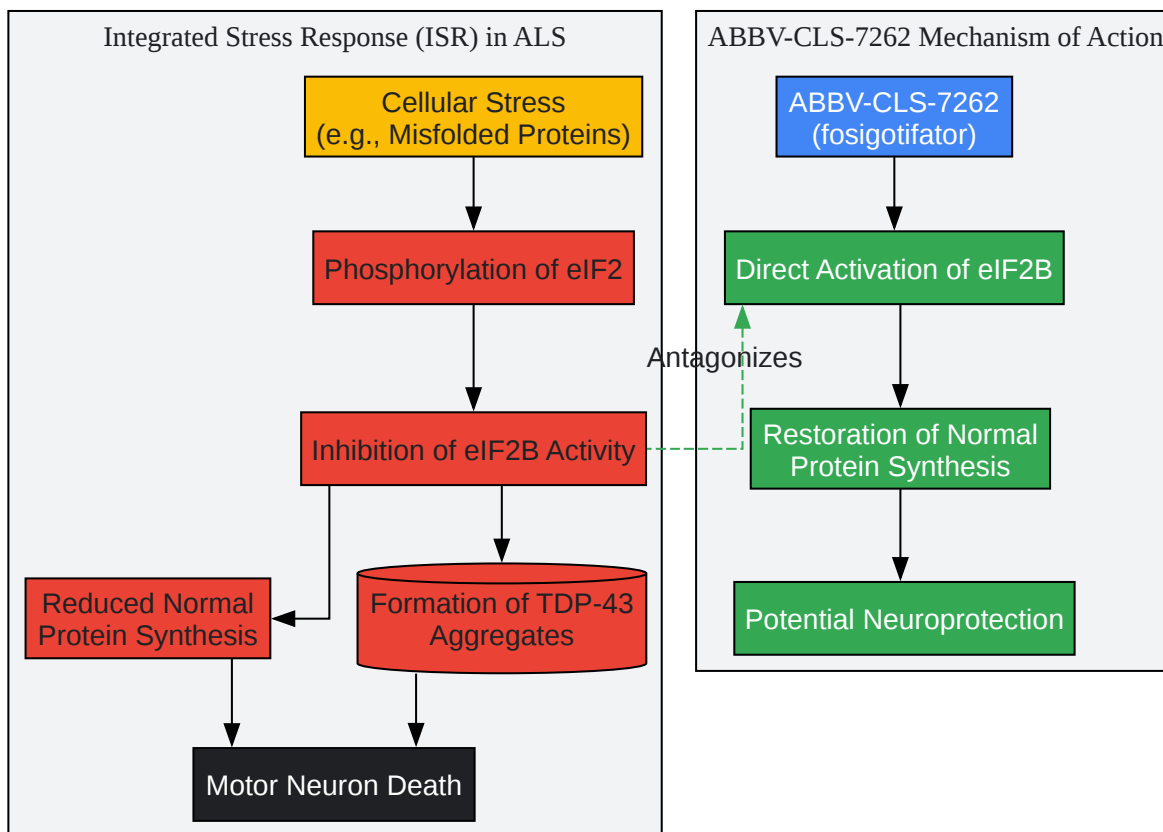 Integrated Stress Response (ISR) in ALS
Cellular Stress
(e.g., Misfolded Proteins)
Phosphorylation of eIF2
Inhibition of eIF2B Activity
Reduced Normal
Protein Synthesis
Formation of TDP-43
Aggregates
Motor Neuron Death
Antagonizes
ABBV-CLS-7262 Mechanism of Action
ABBV-CLS-7262
(fosigotifator)
Direct Activation of eIF2B
Restoration of Normal
Protein Synthesis
Potential Neuroprotection